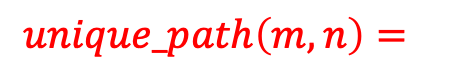 unique_path(m, n) =